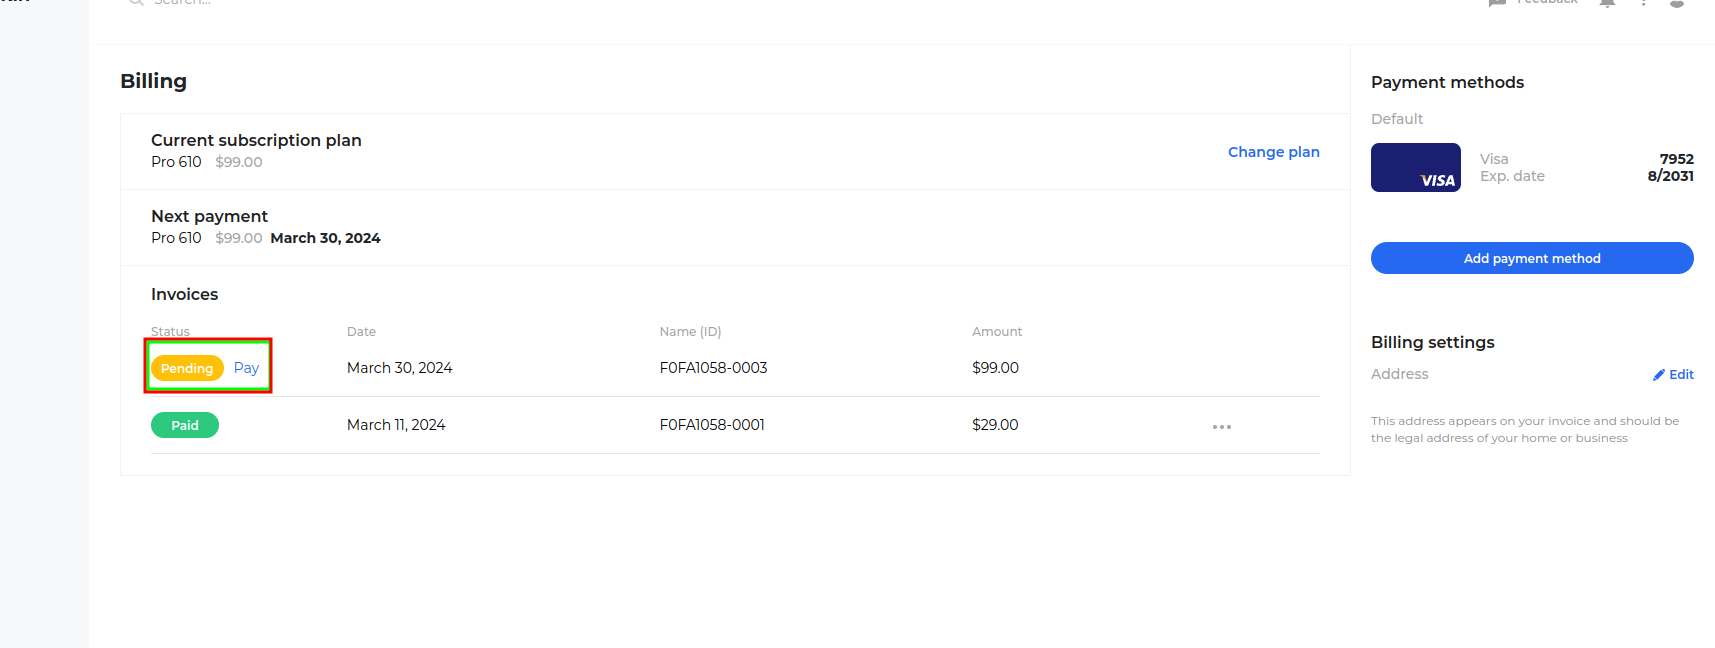 Billing
Current subscription plan
Pro 610 $99.00
Change plan
Next payment
Pro 610 $99.00 March 30, 2024
Invoices
Status Date Name (ID) Amount
Pending Pay March 30, 2024 F0FA1058-0003 $99.00
Paid March 11, 2024 F0FA1058-0001 $29.00
Payment methods
Default
VISA
Visa 7952
Exp. date 8/2031
Add payment method
Billing settings
Address Edit
This address appears on your invoice and should be
the legal address of your home or business